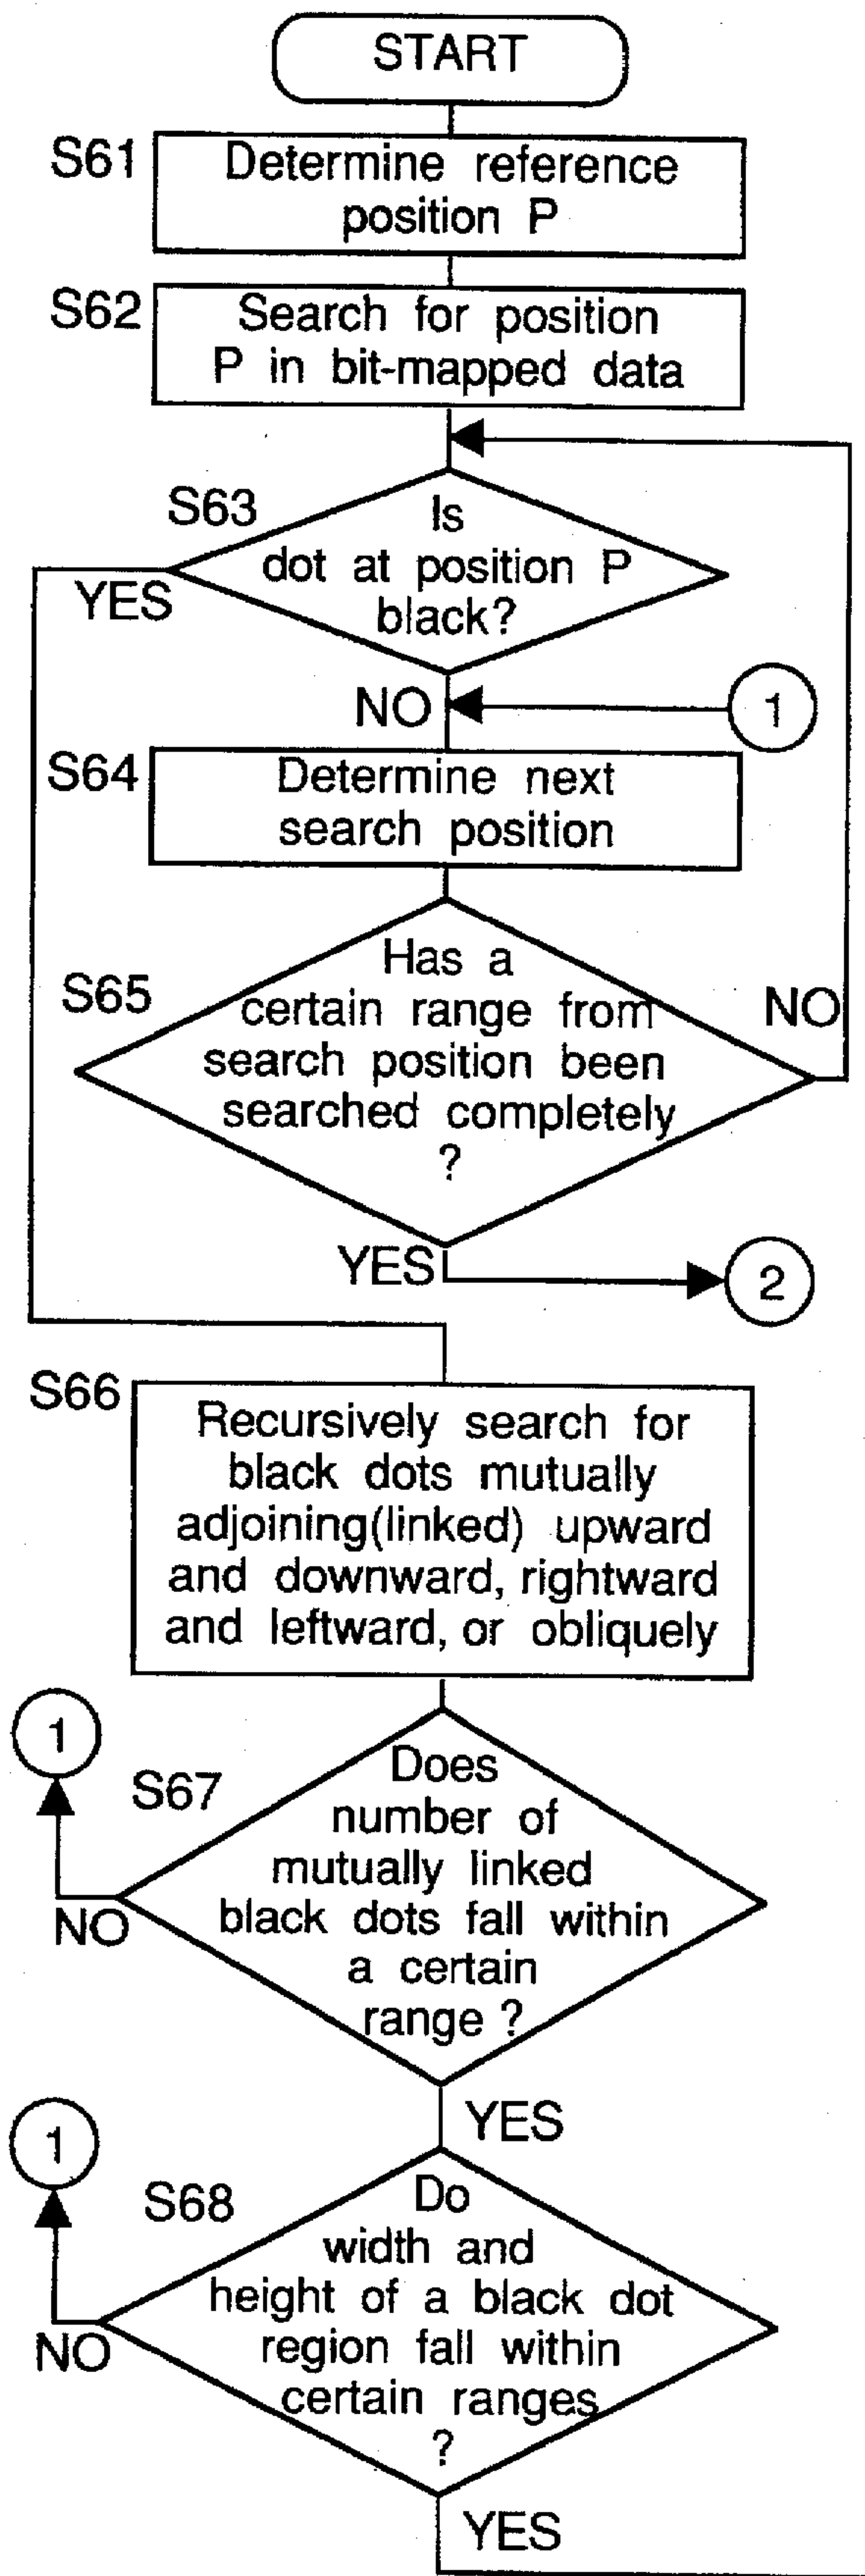 START
S61
Determine reference
position P
S62
Search for position
P in bit-mapped data
S63
Is
dot at position P
black?
YES
NO
1
S64
Determine next
search position
S65
Has a
certain range from
search position been
searched completely
?
NO
YES
2
S66
Recursively search for
black dots mutually
adjoining(linked) upward
and downward, rightward
and leftward, or obliquely
1
S67
Does
number of
mutually linked
black dots fall within
a certain
range ?
NO
YES
1
S68
Do
width and
height of a black dot
region fall within
certain ranges
?
NO
YES